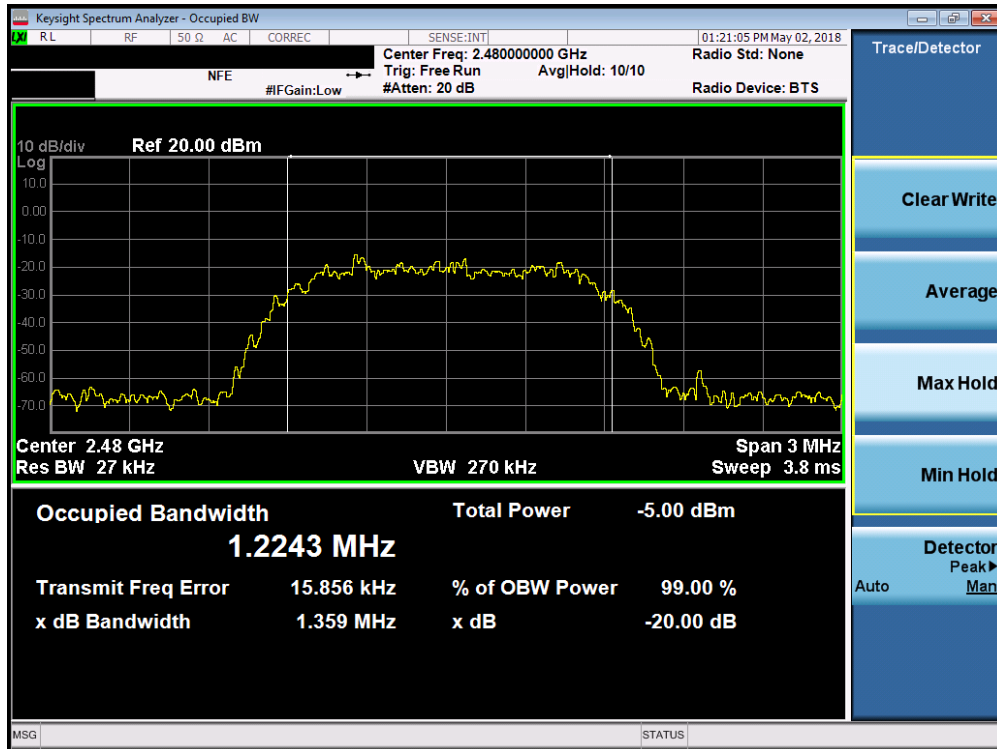 Keysight Spectrum Analyzer - Occupied BW
LXI RL RF 50 Ω AC CORREC SENSE:INT 01:21:05 PM May 02, 2018
Center Freq: 2.480000000 GHz Radio Std: None
NFE Trig: Free Run Avg|Hold: 10/10
#IFGain:Low #Atten: 20 dB Radio Device: BTS
10 dB/div Ref 20.00 dBm
Log
10.0
0.00
-10.0
-20.0
-30.0
-40.0
-50.0
-60.0
-70.0
Center 2.48 GHz Span 3 MHz
Res BW 27 kHz VBW 270 kHz Sweep 3.8 ms
Occupied Bandwidth Total Power -5.00 dBm
1.2243 MHz
Transmit Freq Error 15.856 kHz % of OBW Power 99.00 %
x dB Bandwidth 1.359 MHz x dB -20.00 dB
MSG STATUS
Trace/Detector
Clear Write
Average
Max Hold
Min Hold
Detector
Peak▶
Auto Man